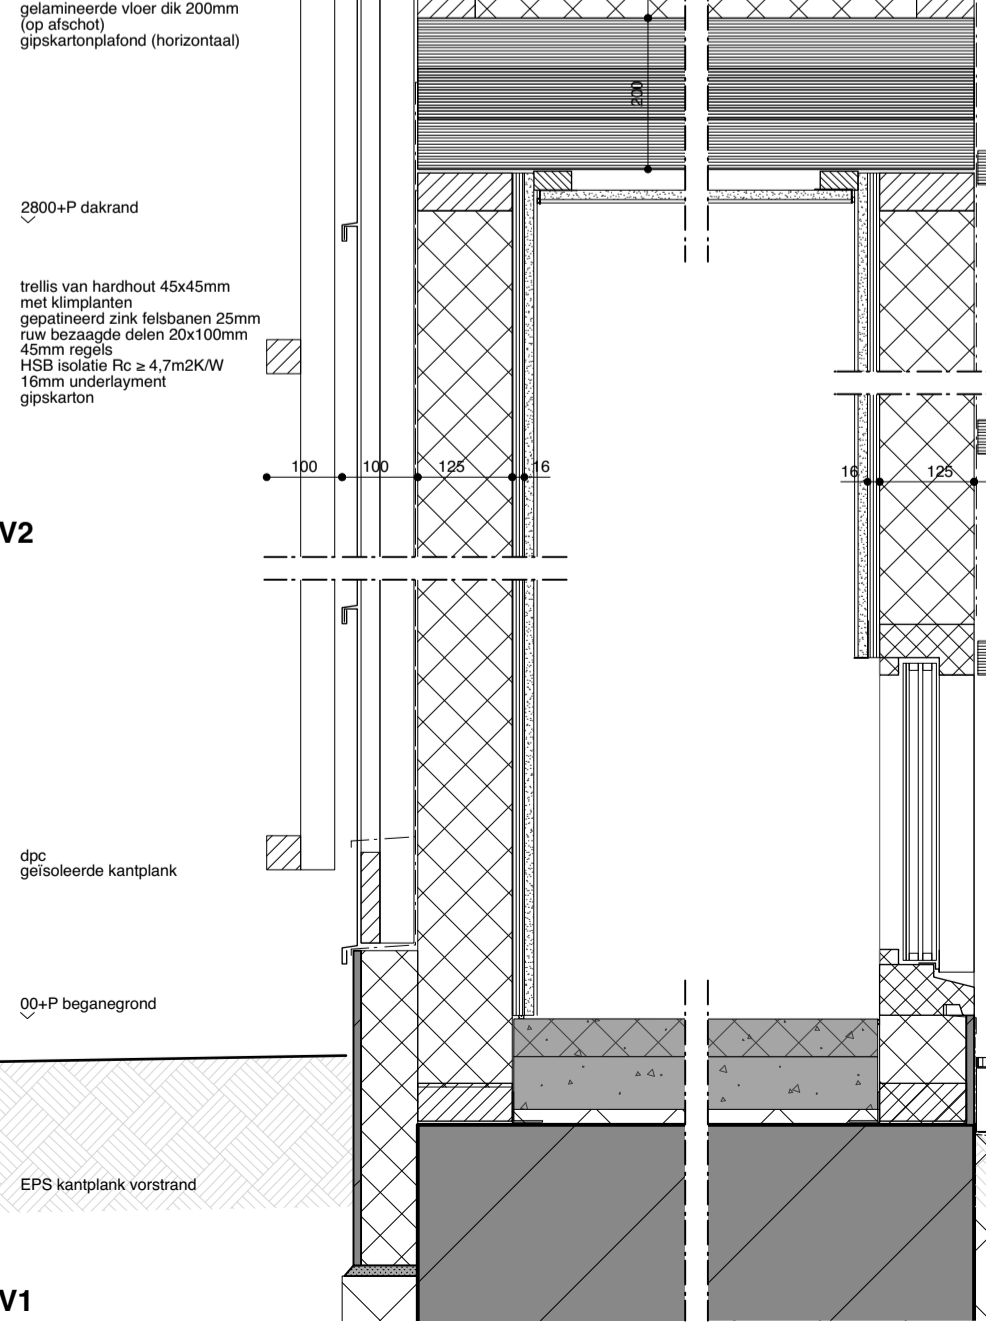 gelamineerde vloer dik 200mm
(op afschot)
gipskartonplafond (horizontaal)
200
2800+P dakrand
trellis van hardhout 45x45mm
met klimplanten
gepatineerd zink felsbanen 25mm
ruw bezaagde delen 20x100mm
45mm regels
HSB isolatie Rc ≥ 4,7m2K/W
16mm underlayment
gipskarton
100 100 125 16
16 125
V2
dpc
geïsoleerde kantplank
00+P beganegrond
EPS kantplank vorstrand
V1